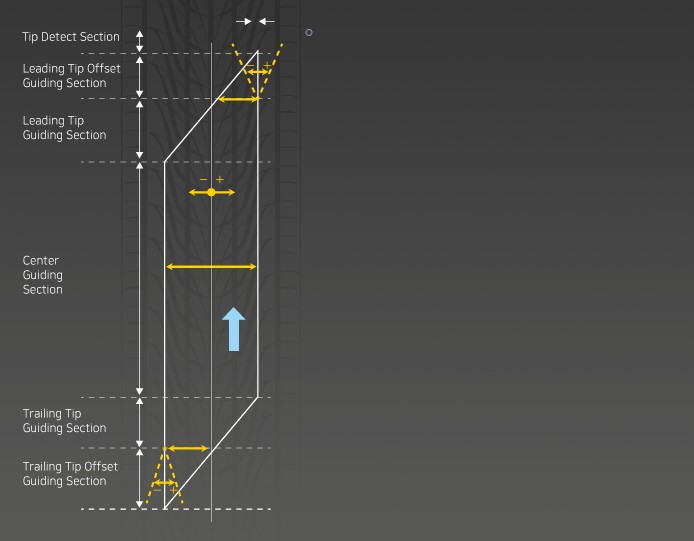 Tip Detect Section
Leading Tip Offset
Guiding Section
− +
Leading Tip
Guiding Section
− +
Center
Guiding
Section
Trailing Tip
Guiding Section
Trailing Tip Offset
Guiding Section
− +